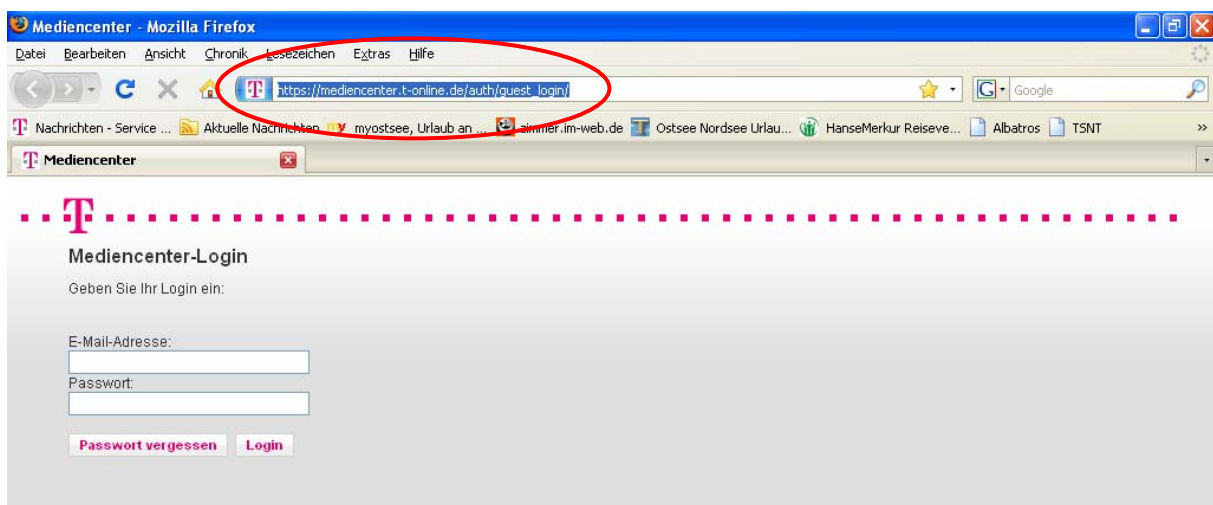 Mediencenter - Mozilla Firefox
Datei Bearbeiten Ansicht Chronik Lesezeichen Extras Hilfe
https://mediencenter.t-online.de/auth/guest_login/ G Google
Nachrichten - Service ... Aktuelle Nachrichten myostsee, Urlaub an ... zimmer.im-web.de Ostsee Nordsee Urlau... HanseMerkur Reiseve... Albatros TSNT »
Mediencenter
T
Mediencenter-Login
Geben Sie Ihr Login ein:
E-Mail-Adresse:
Passwort:
Passwort vergessen Login